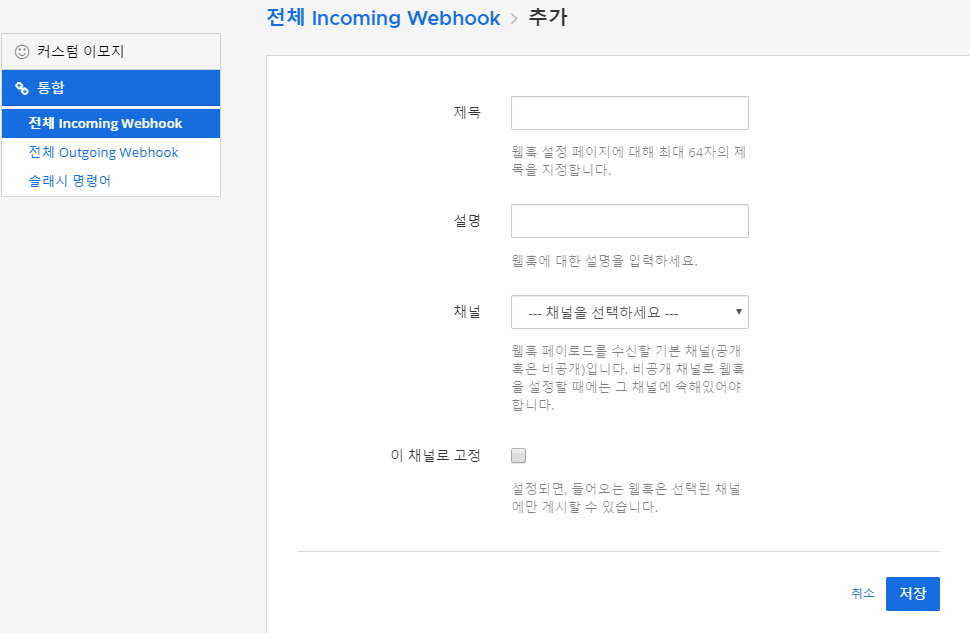 전체 Incoming Webhook > 추가
커스텀 이모지
통합
전체 Incoming Webhook
전체 Outgoing Webhook
슬래시 명령어
제목
웹훅 설정 페이지에 대해 최대 64자의 제
목을 지정합니다.
설명
웹훅에 대한 설명을 입력하세요.
채널
--- 채널을 선택하세요 ---
웹훅 페이로드를 수신할 기본 채널(공개
혹은 비공개)입니다. 비공개 채널로 웹훅
을 설정할 때에는 그 채널에 속해있어야
합니다.
이 채널로 고정
설정되면, 들어오는 웹훅은 선택된 채널
에만 게시할 수 있습니다.
취소
저장